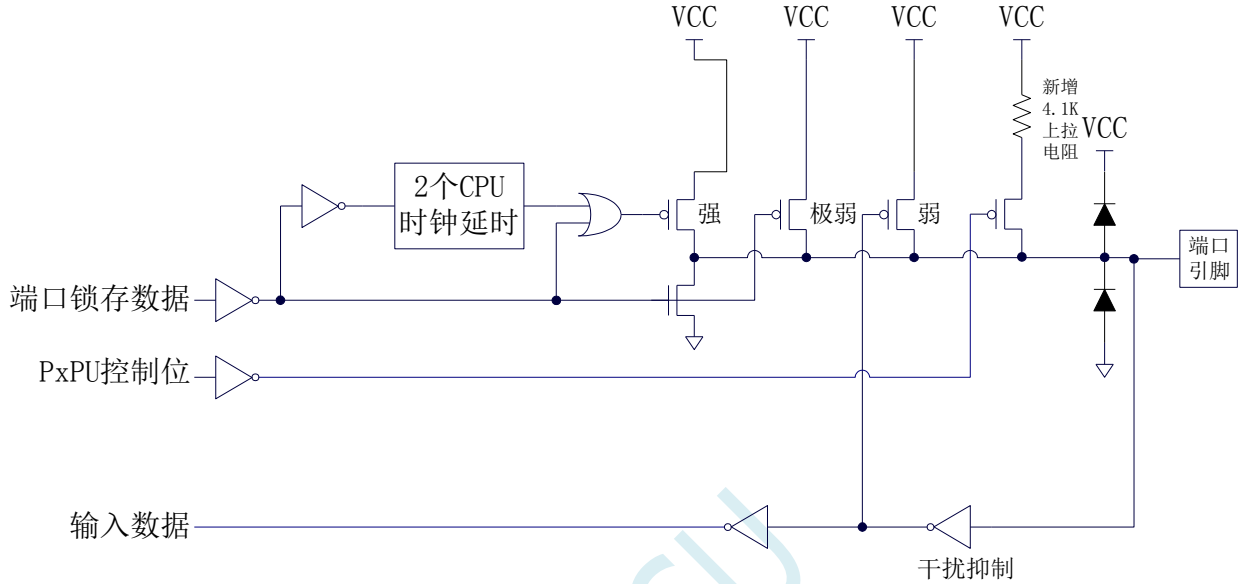 VCC
VCC
VCC
VCC
新增
4.1K
上拉
电阻
VCC
2个CPU
时钟延时
强
极弱
弱
端口
引脚
端口锁存数据
PxPU控制位
输入数据
干扰抑制
CU